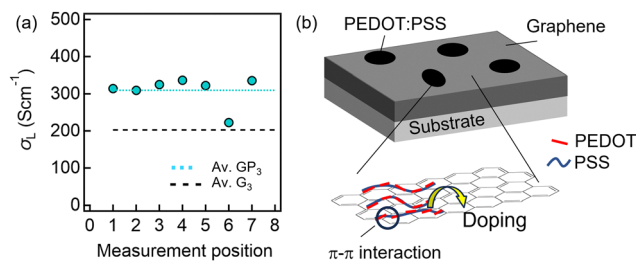 (a)
500
400
300
200
100
0
σL (Scm-1)
Av. GP3
Av. G3
0 1 2 3 4 5 6 7 8
Measurement position
(b)
PEDOT:PSS
Graphene
Substrate
PEDOT
PSS
Doping
π-π interaction